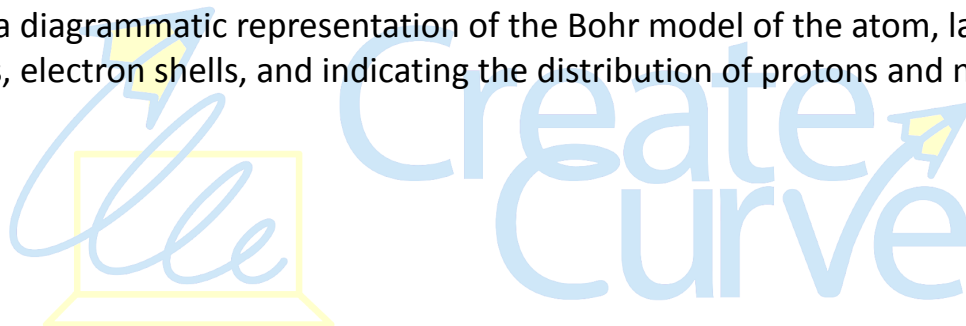 a diagrammatic representation of the Bohr model of the atom, la
s, electron shells, and indicating the distribution of protons and n
Create
Curve